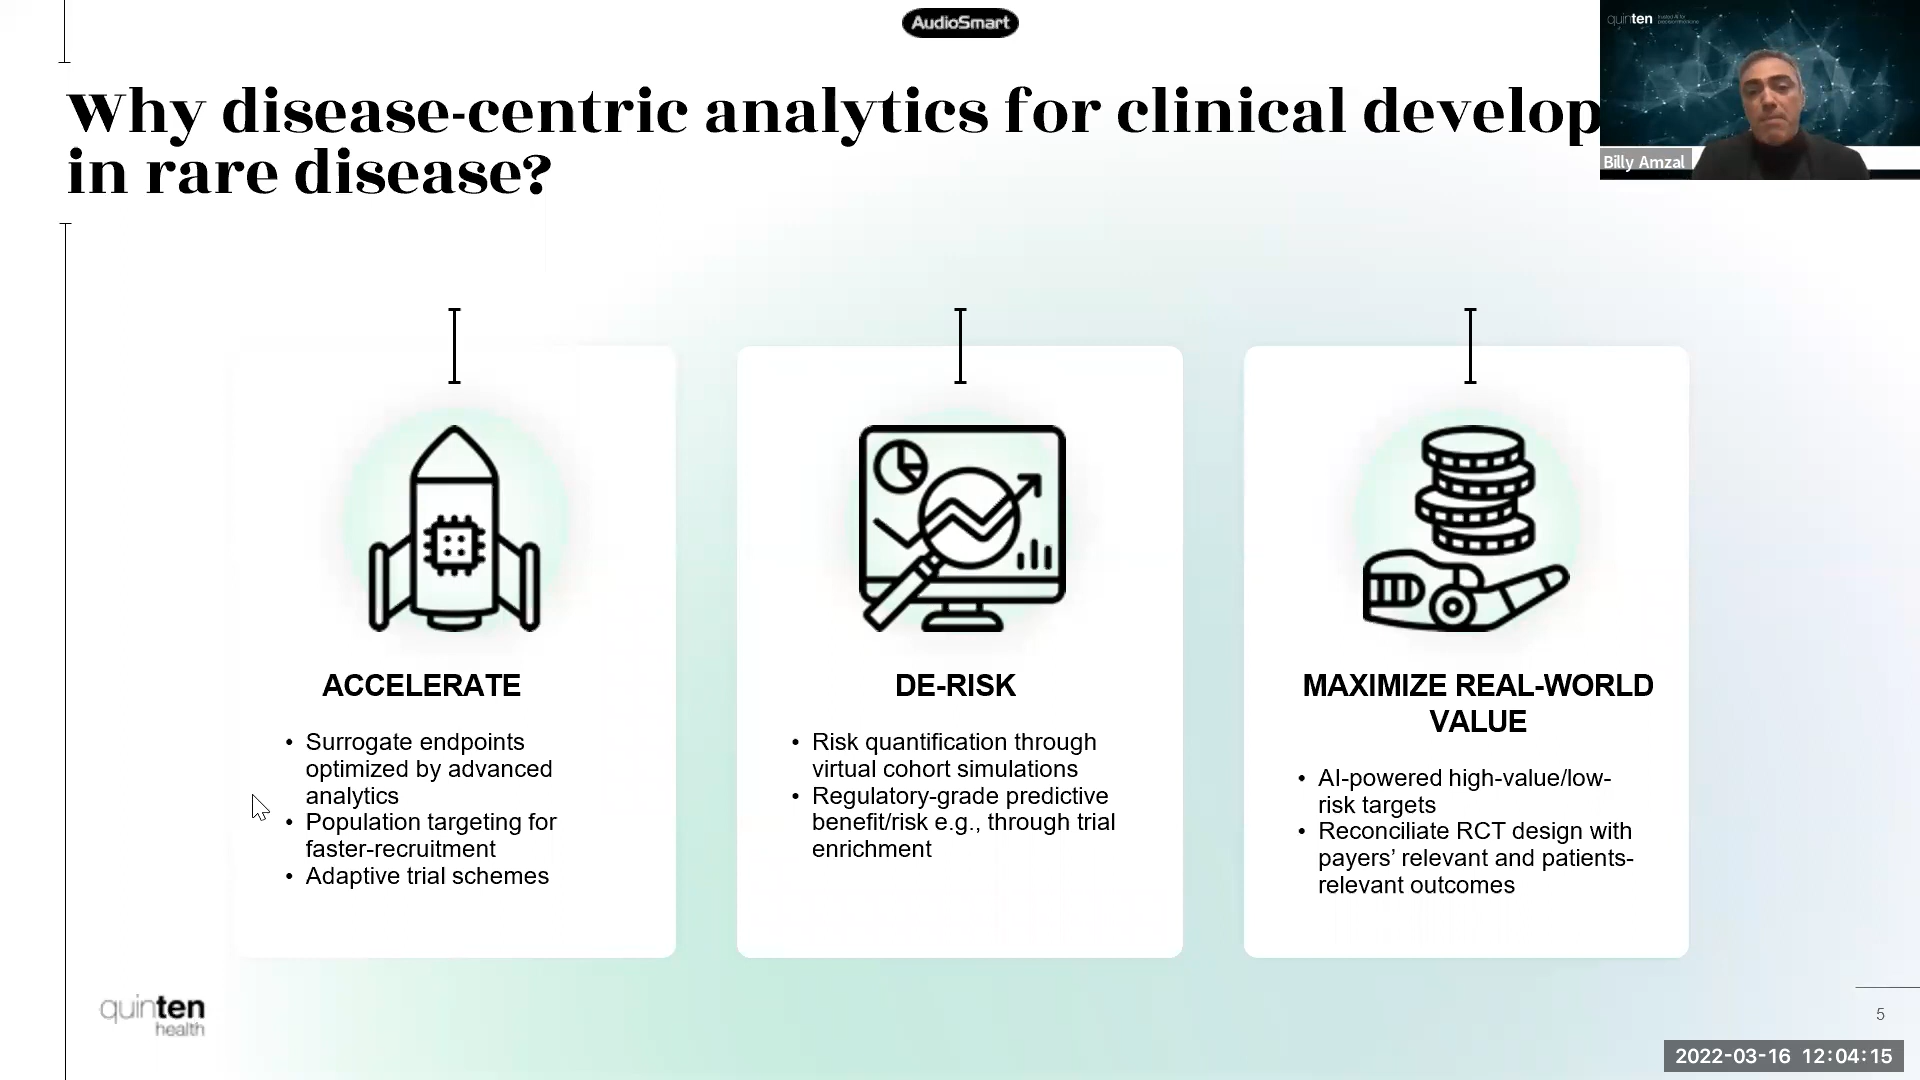 AudioSmart
quinten
Why disease-centric analytics for clinical develop
in rare disease?
Billy Amzal
ACCELERATE
• Surrogate endpoints
optimized by advanced
analytics
• Population targeting for
faster-recruitment
• Adaptive trial schemes
DE-RISK
• Risk quantification through
virtual cohort simulations
• Regulatory-grade predictive
benefit/risk e.g., through trial
enrichment
MAXIMIZE REAL-WORLD
VALUE
• AI-powered high-value/low-
risk targets
• Reconciliate RCT design with
payers’ relevant and patients-
relevant outcomes
quinten
health
5
2022-03-16 12:04:15